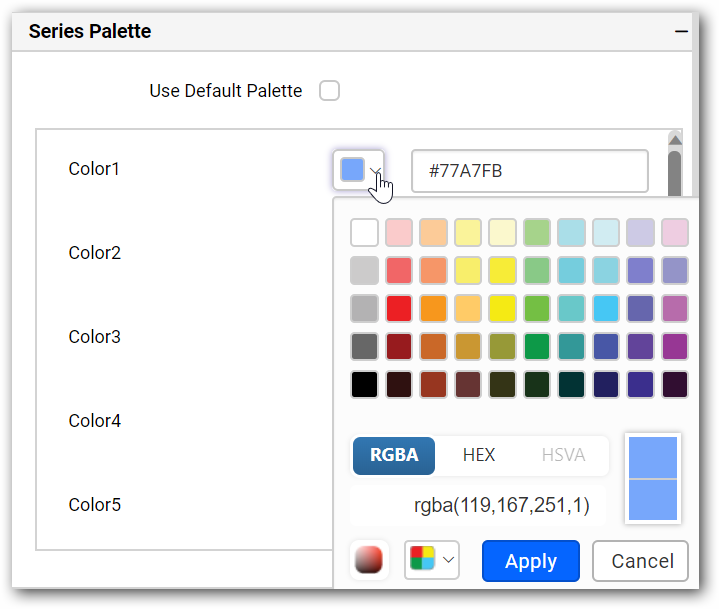 Series Palette
Use Default Palette
Color1 #77A7FB
Color2
Color3
Color4
Color5
RGBA HEX HSVA
rgba(119,167,251,1)
Apply Cancel